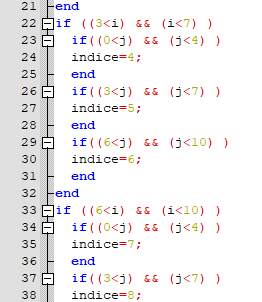 21 end
22 if ((3<i) && (i<7) )
23 if((0<j) && (j<4) )
24 indice=4;
25 end
26 if((3<j) && (j<7) )
27 indice=5;
28 end
29 if((6<j) && (j<10) )
30 indice=6;
31 end
32 end
33 if ((6<i) && (i<10) )
34 if((0<j) && (j<4) )
35 indice=7;
36 end
37 if((3<j) && (j<7) )
38 indice=8;